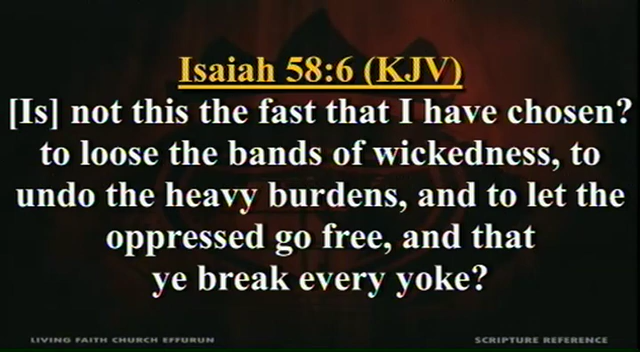 Isaiah 58:6 (KJV)
[Is] not this the fast that I have chosen?
to loose the bands of wickedness, to
undo the heavy burdens, and to let the
oppressed go free, and that
ye break every yoke?
LIVING FAITH CHURCH EFFURUN
SCRIPTURE REFERENCE